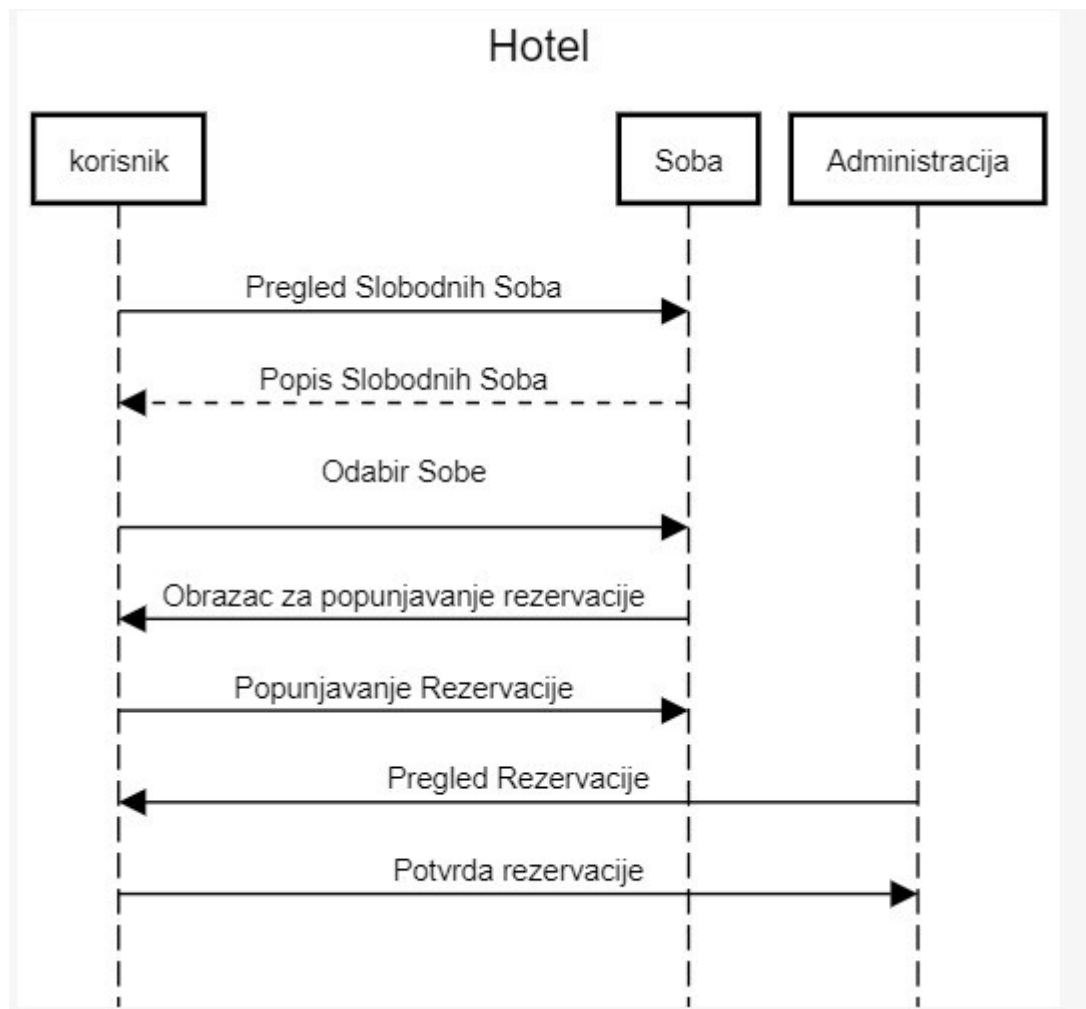 Hotel
korisnik
Soba
Administracija
Pregled Slobodnih Soba
Popis Slobodnih Soba
Odabir Sobe
Obrazac za popunjavanje rezervacije
Popunjavanje Rezervacije
Pregled Rezervacije
Potvrda rezervacije